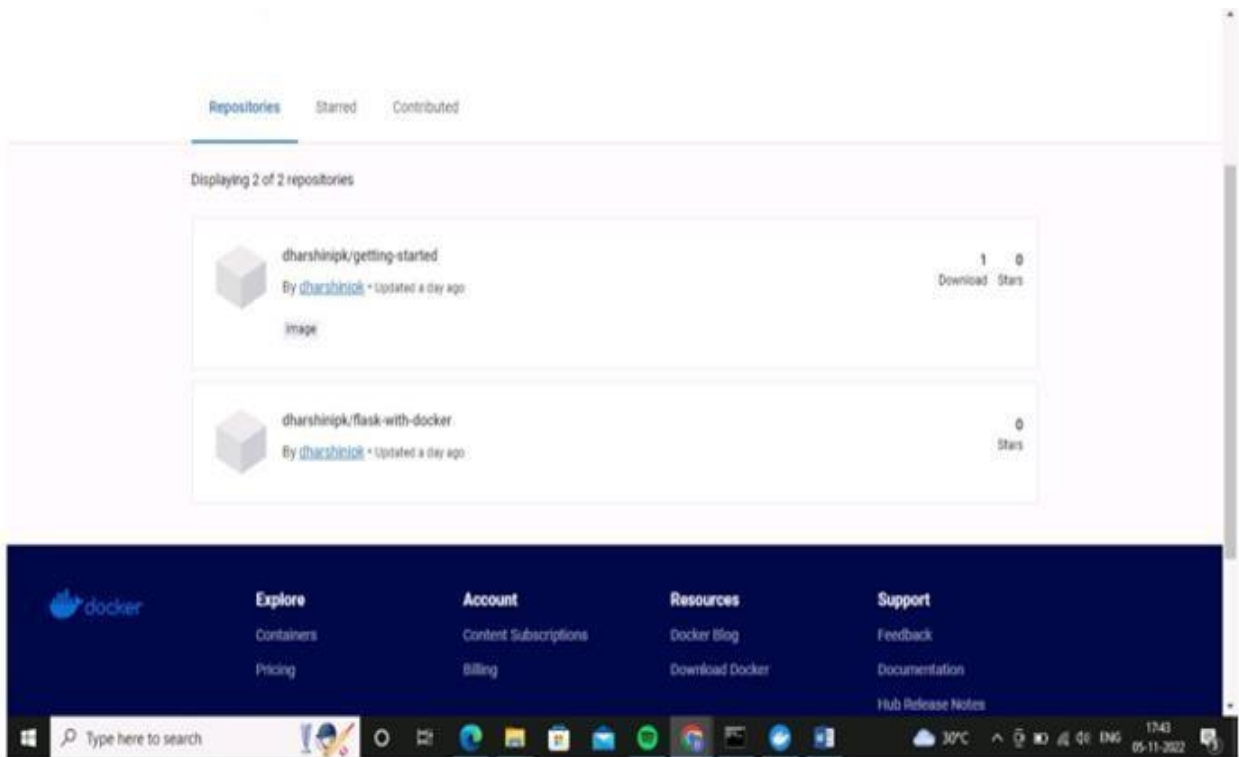 Repositories Starred Contributed
Displaying 2 of 2 repositories
dharshinipk/getting-started
By dharshinipk • Updated a day ago
Image
1 0
Download Stars
dharshinipk/flask-with-docker
By dharshinipk • Updated a day ago
0
Stars
docker
Explore
Containers
Pricing
Account
Content Subscriptions
Billing
Resources
Docker Blog
Download Docker
Support
Feedback
Documentation
Hub Release Notes
Type here to search
30°C
ENG
17:43
05-11-2022